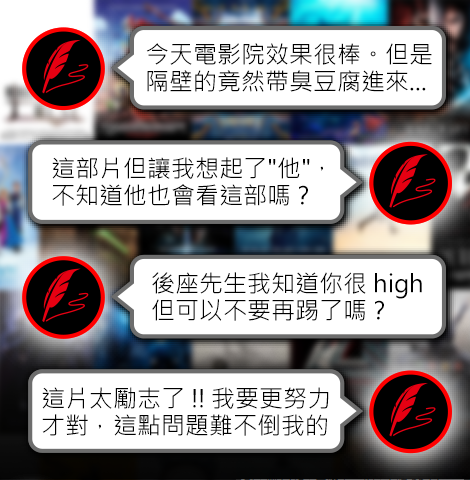 今天電影院效果很棒。但是
隔壁的竟然帶臭豆腐進來...
這部片但讓我想起了"他"，
不知道他也會看這部嗎？
後座先生我知道你很 high
但可以不要再踢了嗎？
這片太勵志了 !! 我要更努力
才對，這點問題難不倒我的